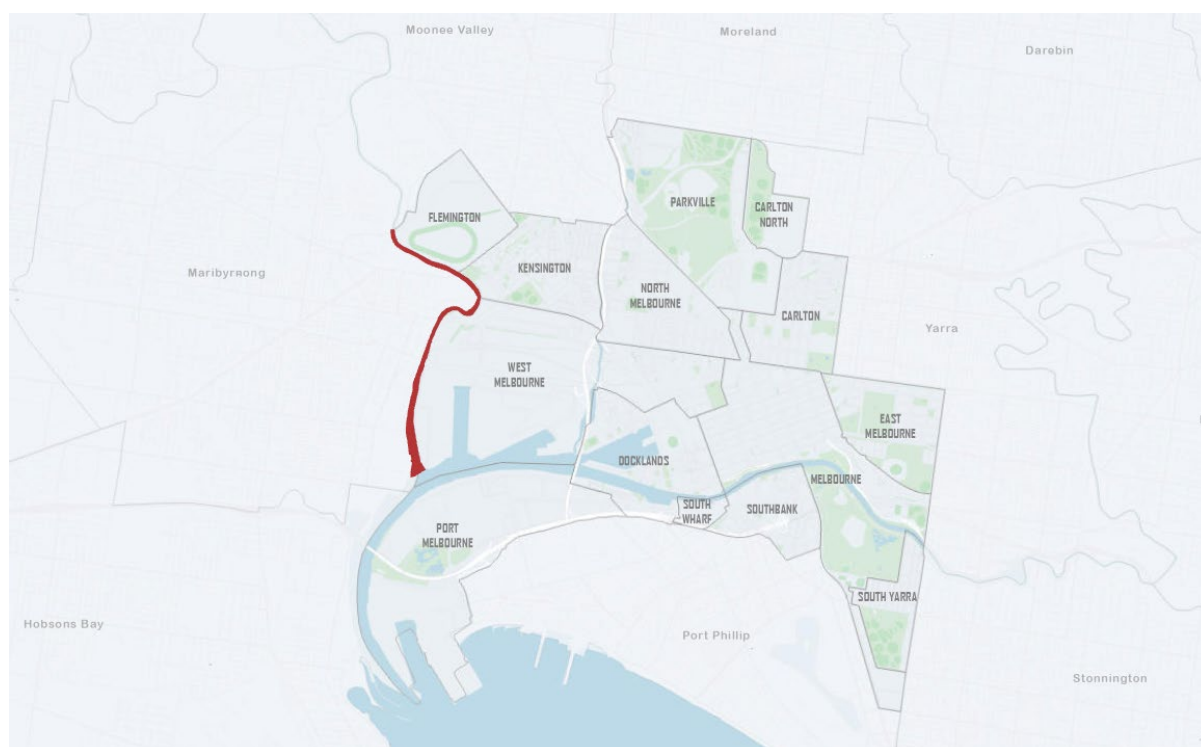 Moonee Valley
Moreland
Darebin
PARKVILLE
CARLTON
NORTH
FLEMINGTON
Maribyrnong
KENSINGTON
NORTH
MELBOURNE
CARLTON
Yarra
WEST
MELBOURNE
EAST
MELBOURNE
DOCKLANDS
MELBOURNE
SOUTH
WHARF
SOUTHBANK
PORT
MELBOURNE
SOUTH YARRA
Hobsons Bay
Port Phillip
Stonnington